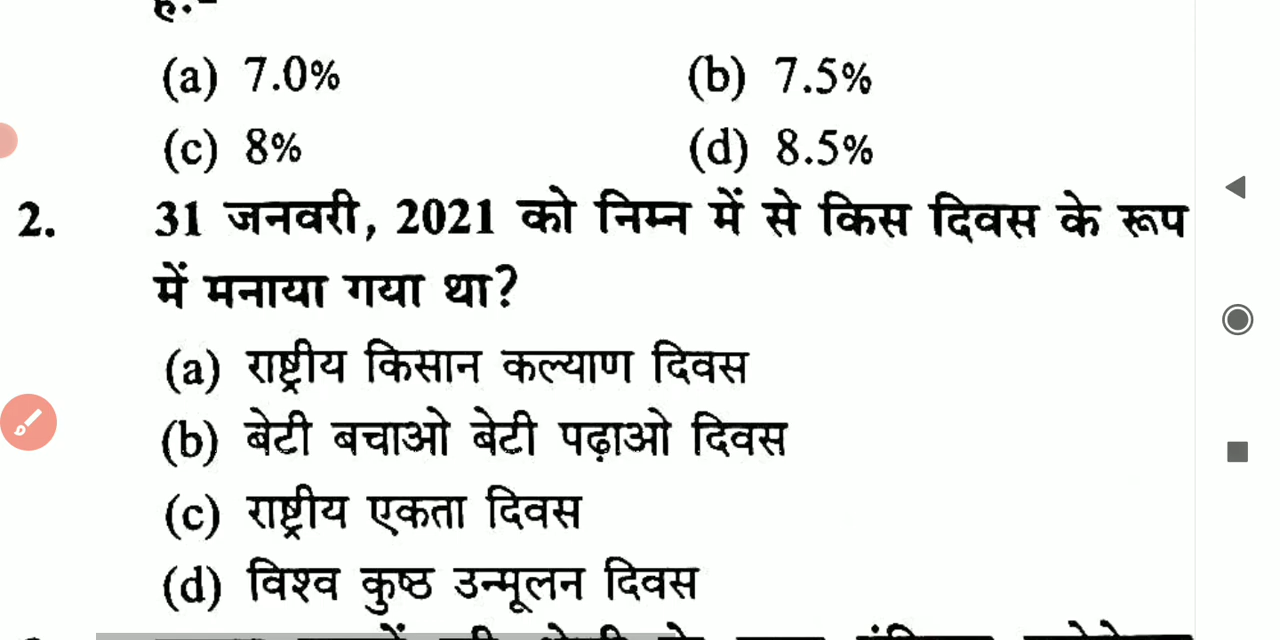 (a) 7.0% (b) 7.5%
(c) 8% (d) 8.5%
2. 31 जनवरी, 2021 को निम्न में से किस दिवस के रूप
में मनाया गया था?
(a) राष्ट्रीय किसान कल्याण दिवस
(b) बेटी बचाओ बेटी पढ़ाओ दिवस
(c) राष्ट्रीय एकता दिवस
(d) विश्व कुष्ठ उन्मूलन दिवस